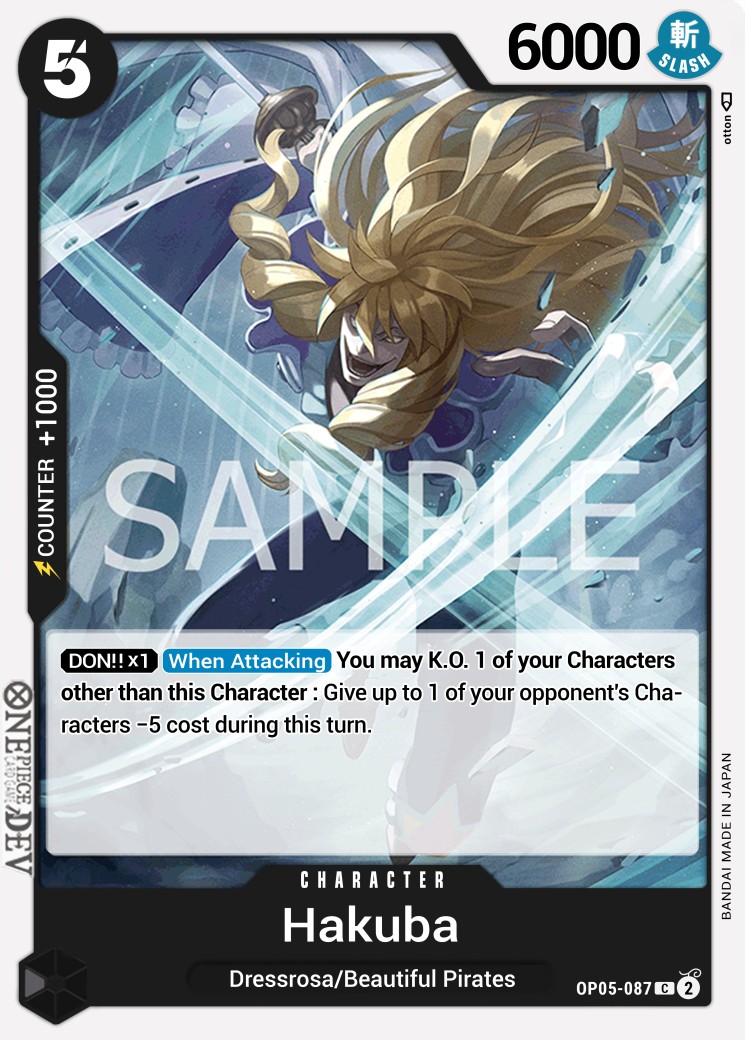 5
6000
斬
SLASH
otton
COUNTER +1000
SAMPLE
DON!! x1 When Attacking You may K.O. 1 of your Characters
other than this Character : Give up to 1 of your opponent's Cha-
racters −5 cost during this turn.
ONE PIECE
CARD GAME
DEV
BANDAI MADE IN JAPAN
CHARACTER
Hakuba
Dressrosa/Beautiful Pirates
OP05-087 C 2